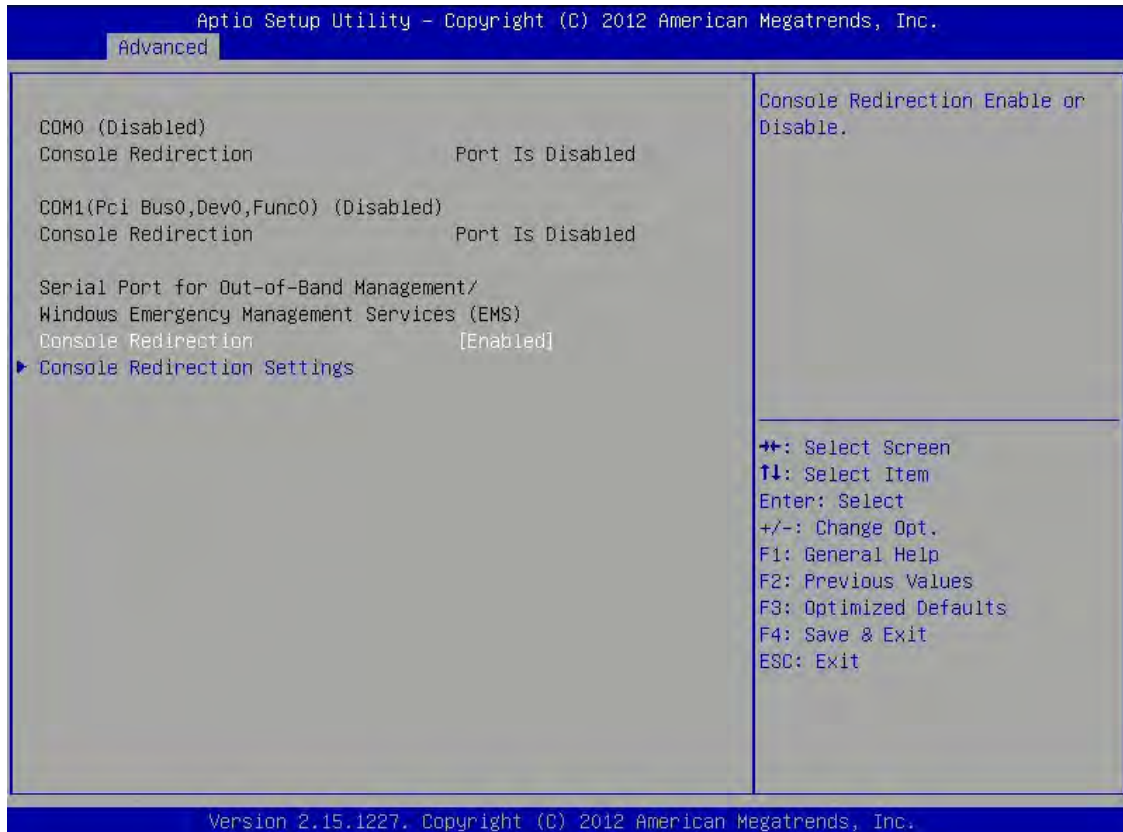 Aptio Setup Utility – Copyright (C) 2012 American Megatrends, Inc.
Advanced
COM0 (Disabled)
Console Redirection Port Is Disabled
COM1(Pci Bus0,Dev0,Func0) (Disabled)
Console Redirection Port Is Disabled
Serial Port for Out-of-Band Management/
Windows Emergency Management Services (EMS)
Console Redirection [Enabled]
► Console Redirection Settings
Console Redirection Enable or
Disable.
→←: Select Screen
↑↓: Select Item
Enter: Select
+/-: Change Opt.
F1: General Help
F2: Previous Values
F3: Optimized Defaults
F4: Save & Exit
ESC: Exit
Version 2.15.1227. Copyright (C) 2012 American Megatrends, Inc.